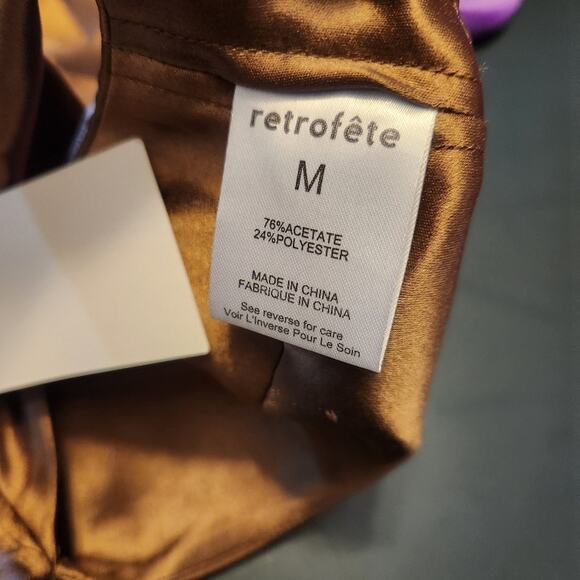 retrofête
M
76%ACETATE
24%POLYESTER
MADE IN CHINA
FABRIQUE IN CHINA
See reverse for care
Voir L'Inverse Pour Le Soin